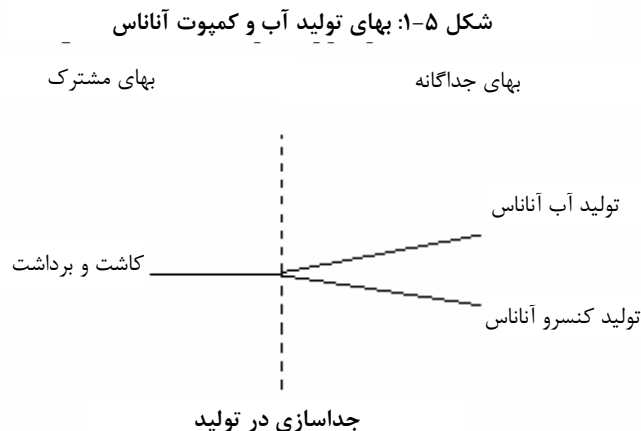 شکل ۵-۱: بهای تولید آب و کمپوت آناناس
بهای جداگانه
بهای مشترک
تولید آب آناناس
کاشت و برداشت
تولید کنسرو آناناس
جداسازی در تولید